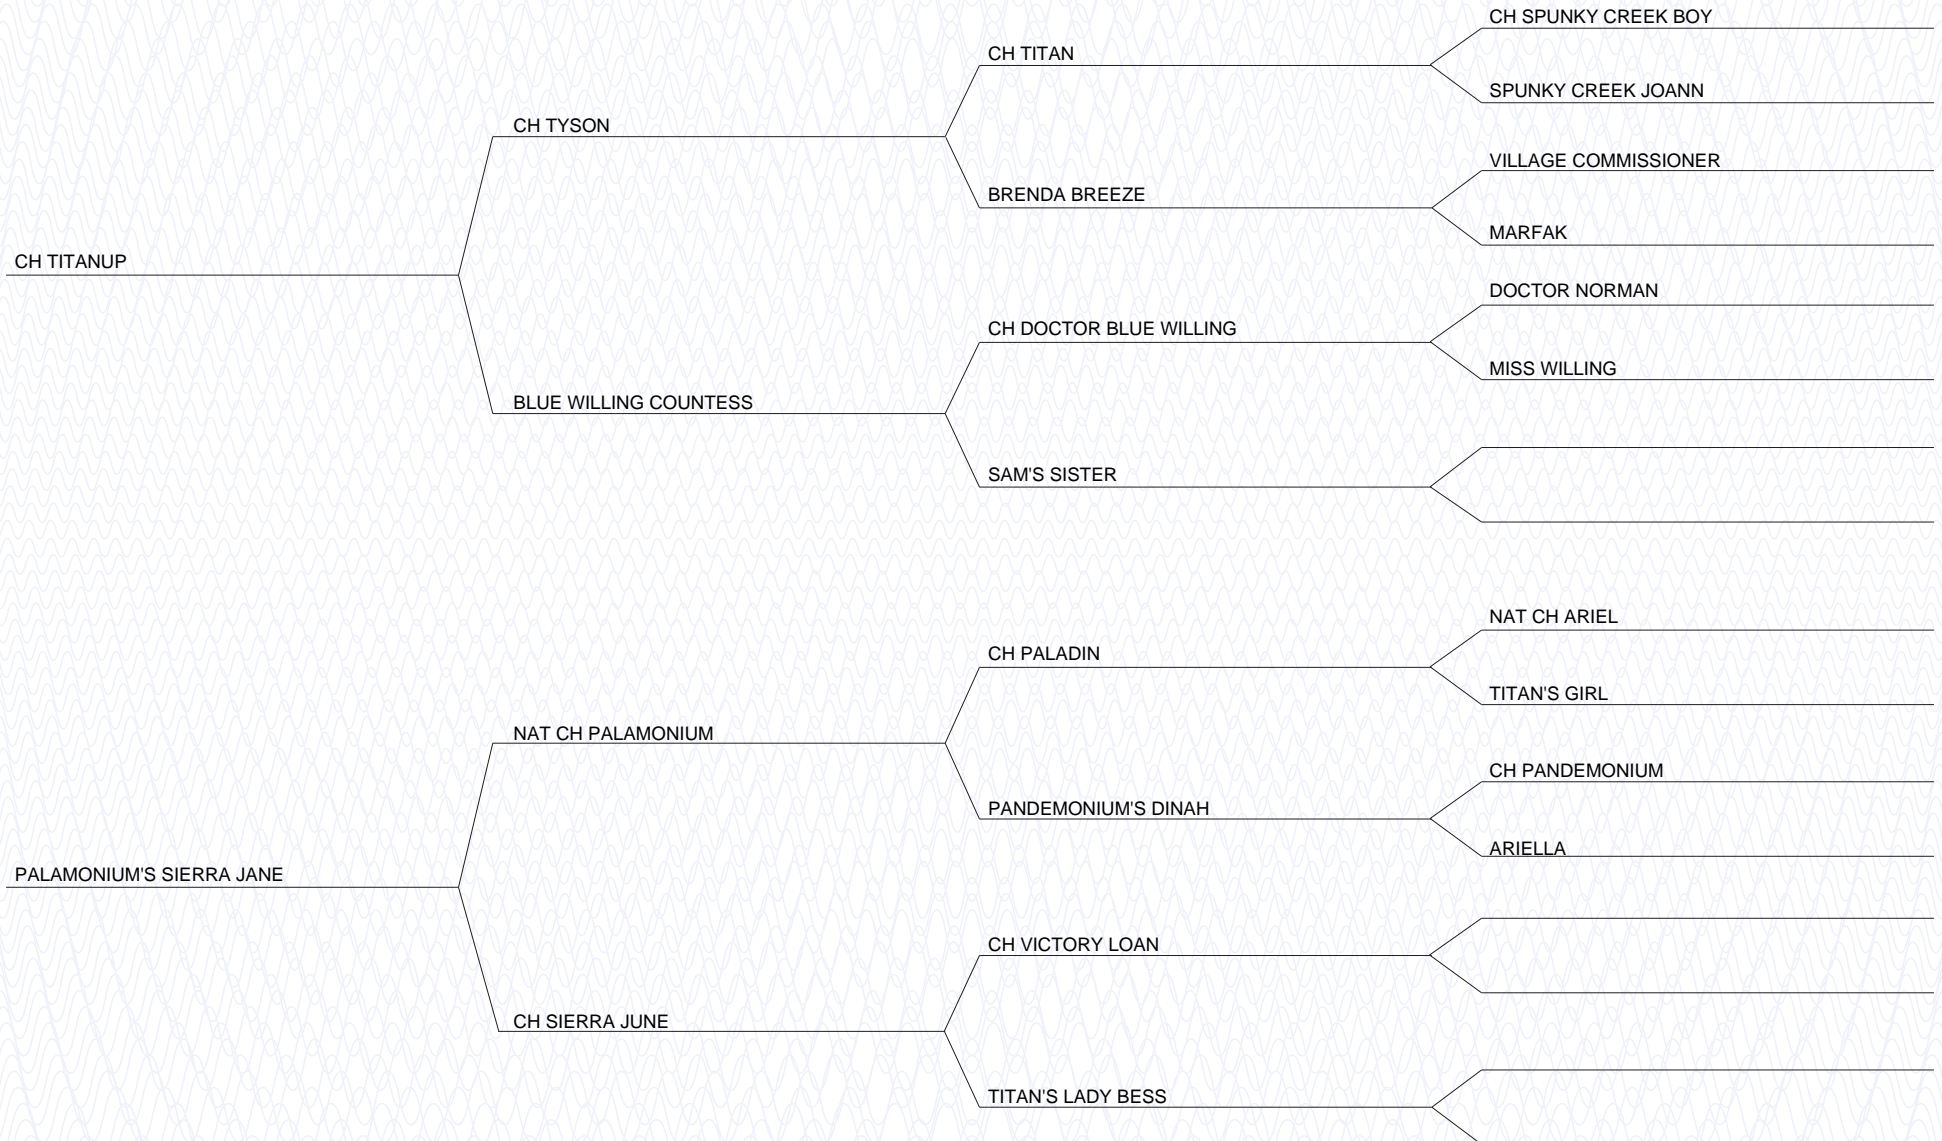 CH SPUNKY CREEK BOY
CH TITAN
SPUNKY CREEK JOANN
CH TYSON
VILLAGE COMMISSIONER
BRENDA BREEZE
MARFAK
CH TITANUP
DOCTOR NORMAN
CH DOCTOR BLUE WILLING
MISS WILLING
BLUE WILLING COUNTESS
SAM'S SISTER
NAT CH ARIEL
CH PALADIN
TITAN'S GIRL
NAT CH PALAMONIUM
CH PANDEMONIUM
PANDEMONIUM'S DINAH
ARIELLA
PALAMONIUM'S SIERRA JANE
CH VICTORY LOAN
CH SIERRA JUNE
TITAN'S LADY BESS